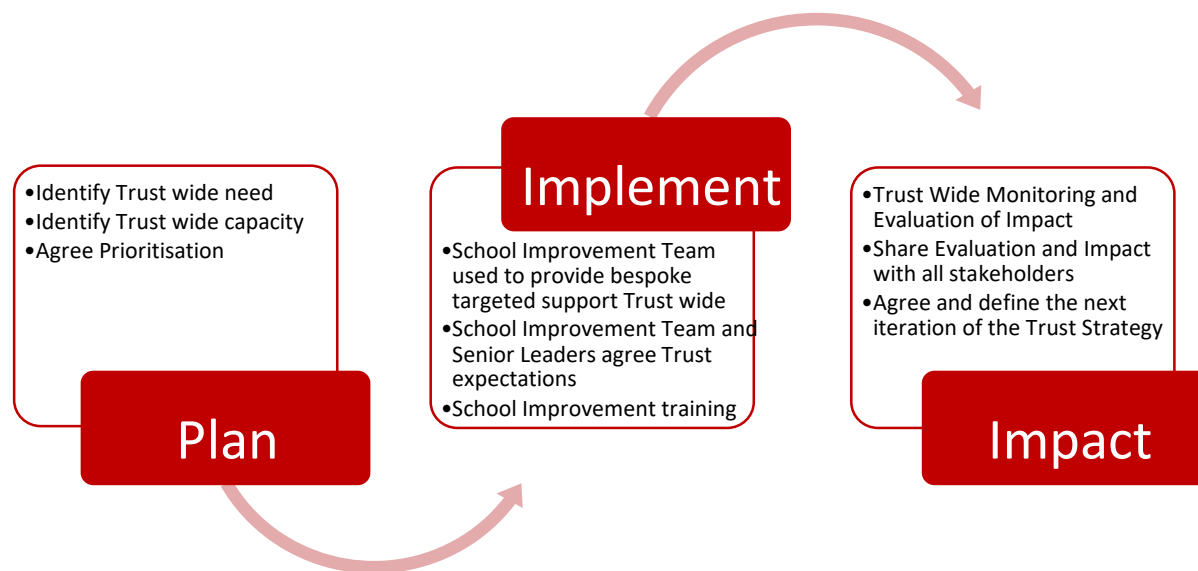 •Identify Trust wide need
•Identify Trust wide capacity
•Agree Prioritisation
Plan
Implement
•School Improvement Team
used to provide bespoke
targeted support Trust wide
•School Improvement Team and
Senior Leaders agree Trust
expectations
•School Improvement training
•Trust Wide Monitoring and
Evaluation of Impact
•Share Evaluation and Impact
with all stakeholders
•Agree and define the next
iteration of the Trust Strategy
Impact